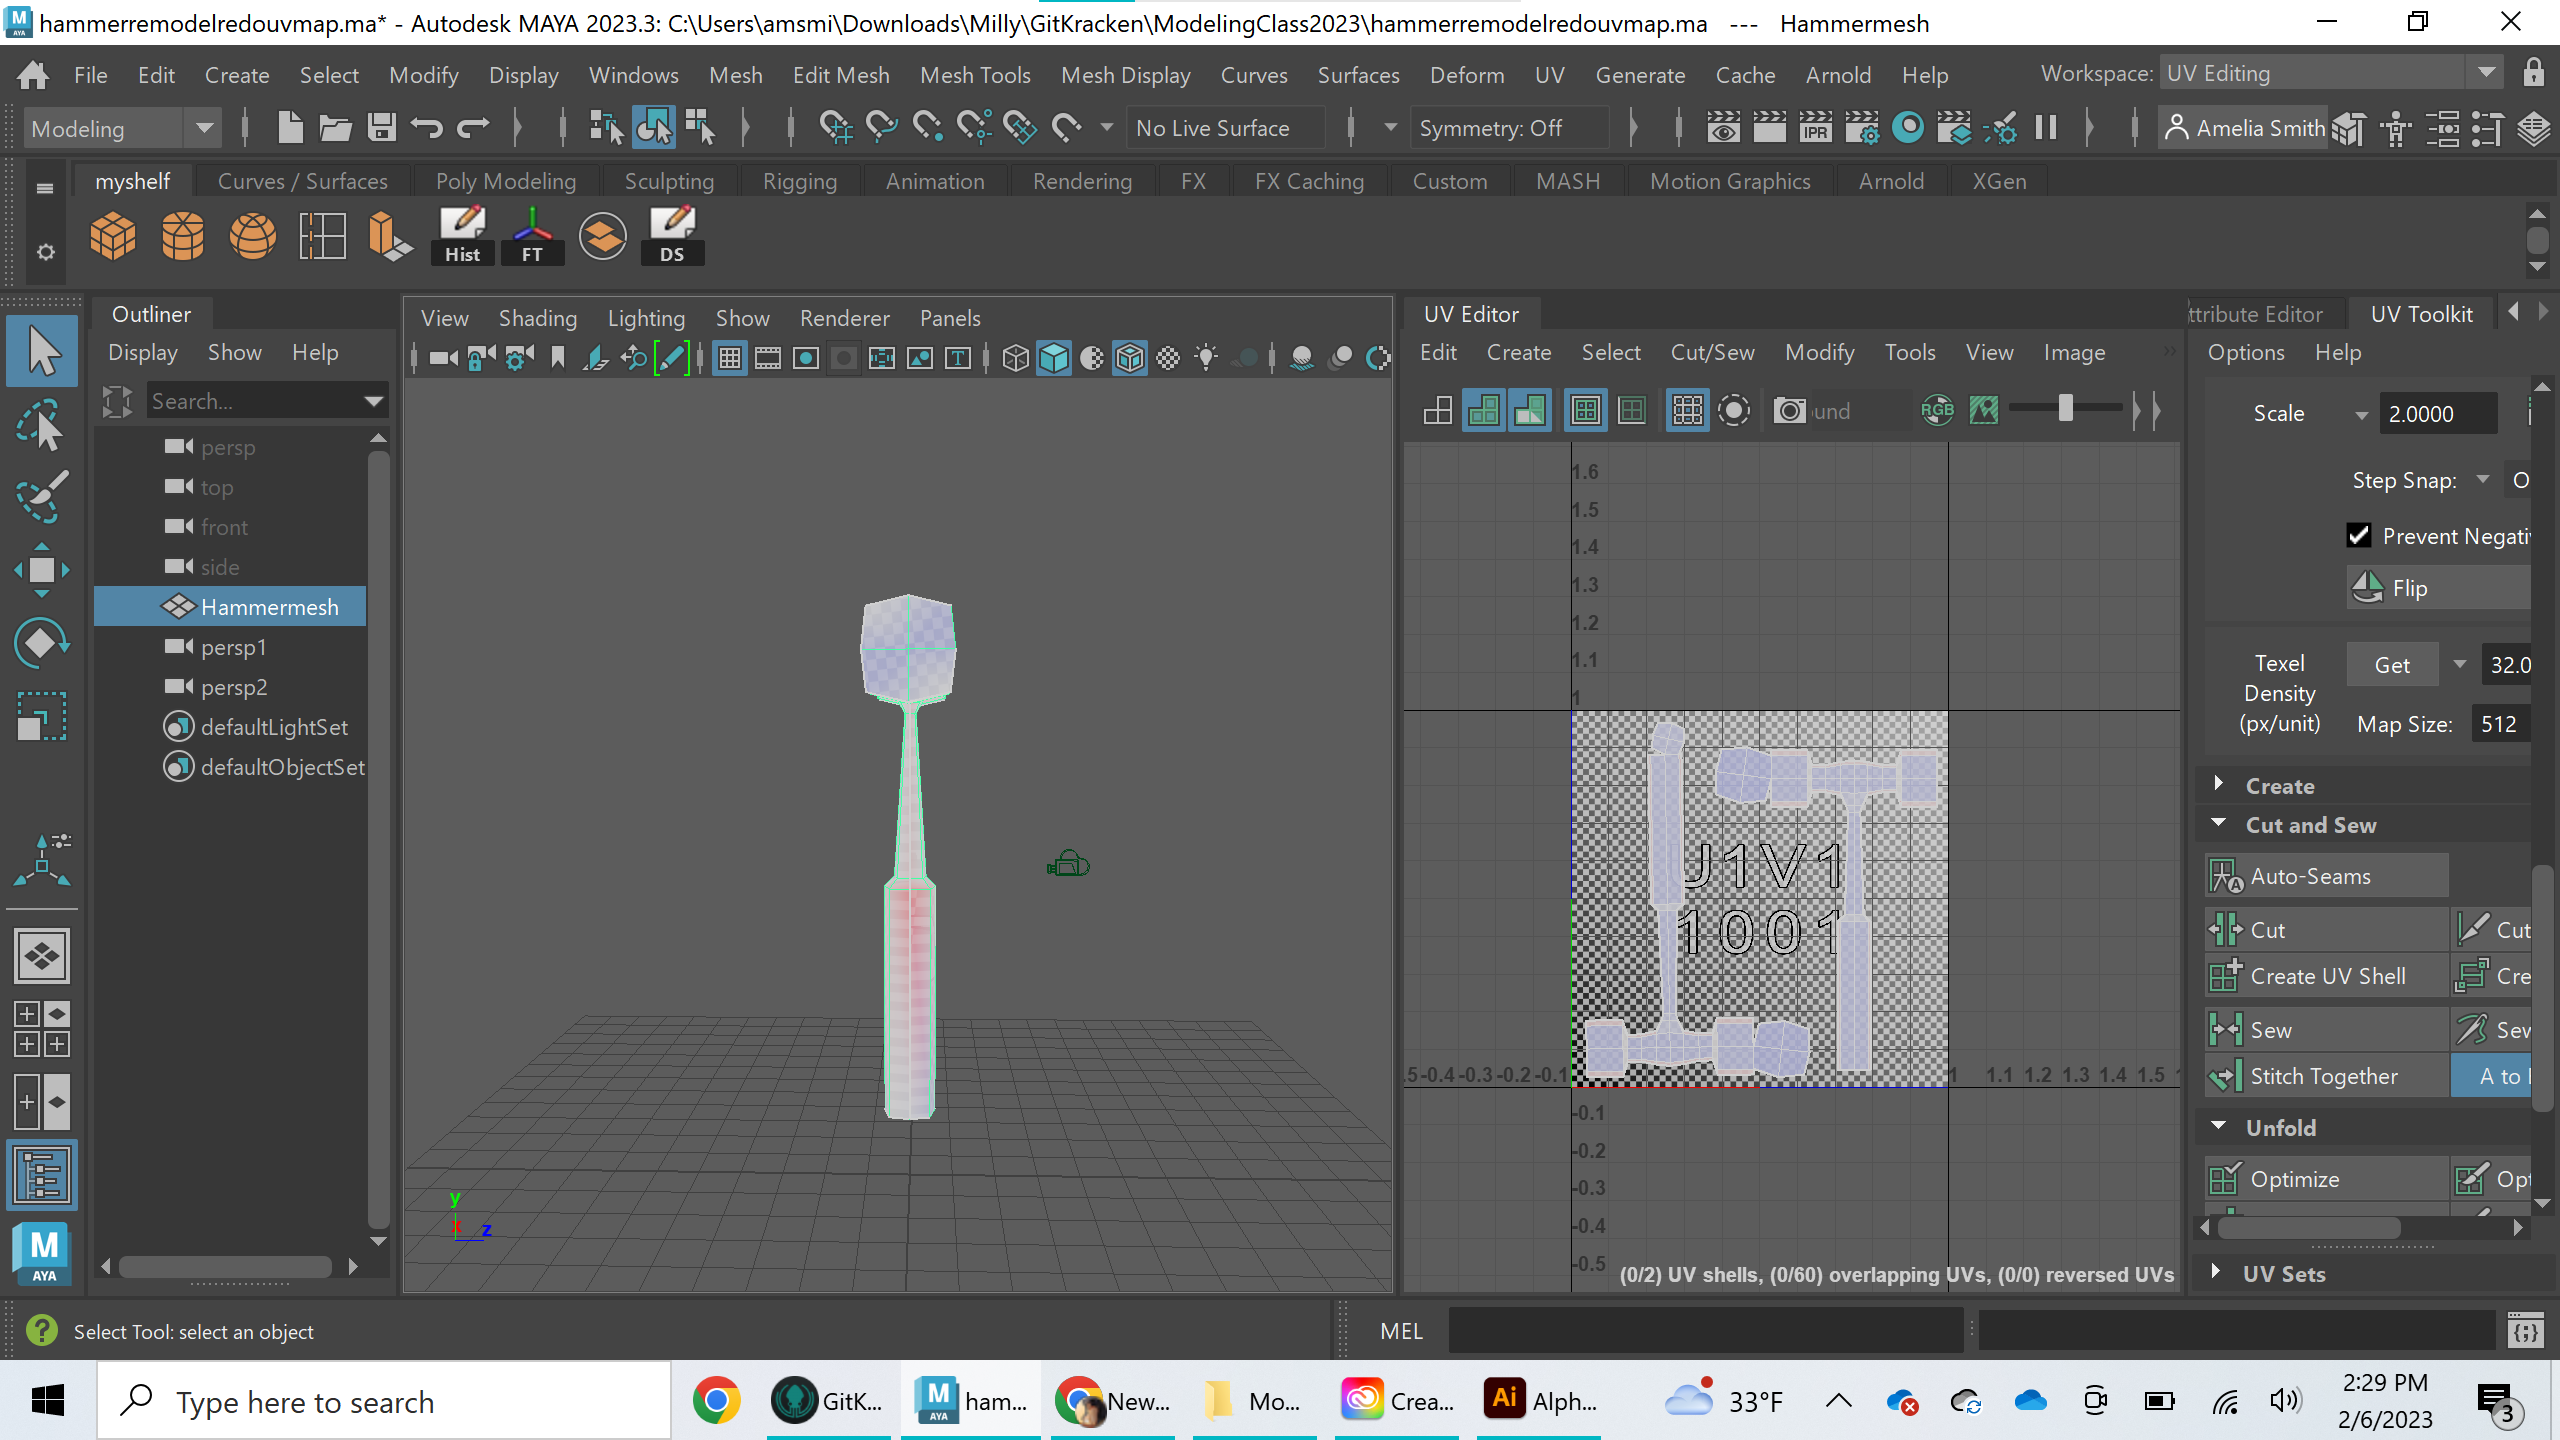 hammerremodelredouvmap.ma* - Autodesk MAYA 2023.3: C:\Users\amsmi\Downloads\Milly\GitKracken\ModelingClass2023\hammerremodelredouvmap.ma --- Hammermesh
File Edit Create Select Modify Display Windows Mesh Edit Mesh Mesh Tools Mesh Display Curves Surfaces Deform UV Generate Cache Arnold Help Workspace: UV Editing
Modeling No Live Surface Symmetry: Off IPR Amelia Smith
myshelf Curves / Surfaces Poly Modeling Sculpting Rigging Animation Rendering FX FX Caching Custom MASH Motion Graphics Arnold XGen
Hist FT DS
Outliner
Display Show Help
Search...
persp
top
front
side
Hammermesh
persp1
persp2
defaultLightSet
defaultObjectSet
View Shading Lighting Show Renderer Panels
y
x z
UV Editor
Edit Create Select Cut/Sew Modify Tools View Image
und RGB
1.6
1.5
1.4
1.3
1.2
1.1
1
U1V1
1001
5 -0.4 -0.3 -0.2 -0.1 1 1.1 1.2 1.3 1.4 1.5
-0.1
-0.2
-0.3
-0.4
-0.5
(0/2) UV shells, (0/60) overlapping UVs, (0/0) reversed UVs
ttribute Editor UV Toolkit
Options Help
Scale 2.0000
Step Snap: O
Prevent Negati
Flip
Texel Density (px/unit) Get 32.0
Map Size: 512
Create
Cut and Sew
Auto-Seams
Cut Cut
Create UV Shell Cre
Sew Sew
Stitch Together A to
Unfold
Optimize Opt
UV Sets
M
AYA
Select Tool: select an object
MEL
Type here to search
GitK...
M
AYA
ham...
New...
Mo...
Crea...
Ai
Alph...
33°F
2:29 PM
2/6/2023
3